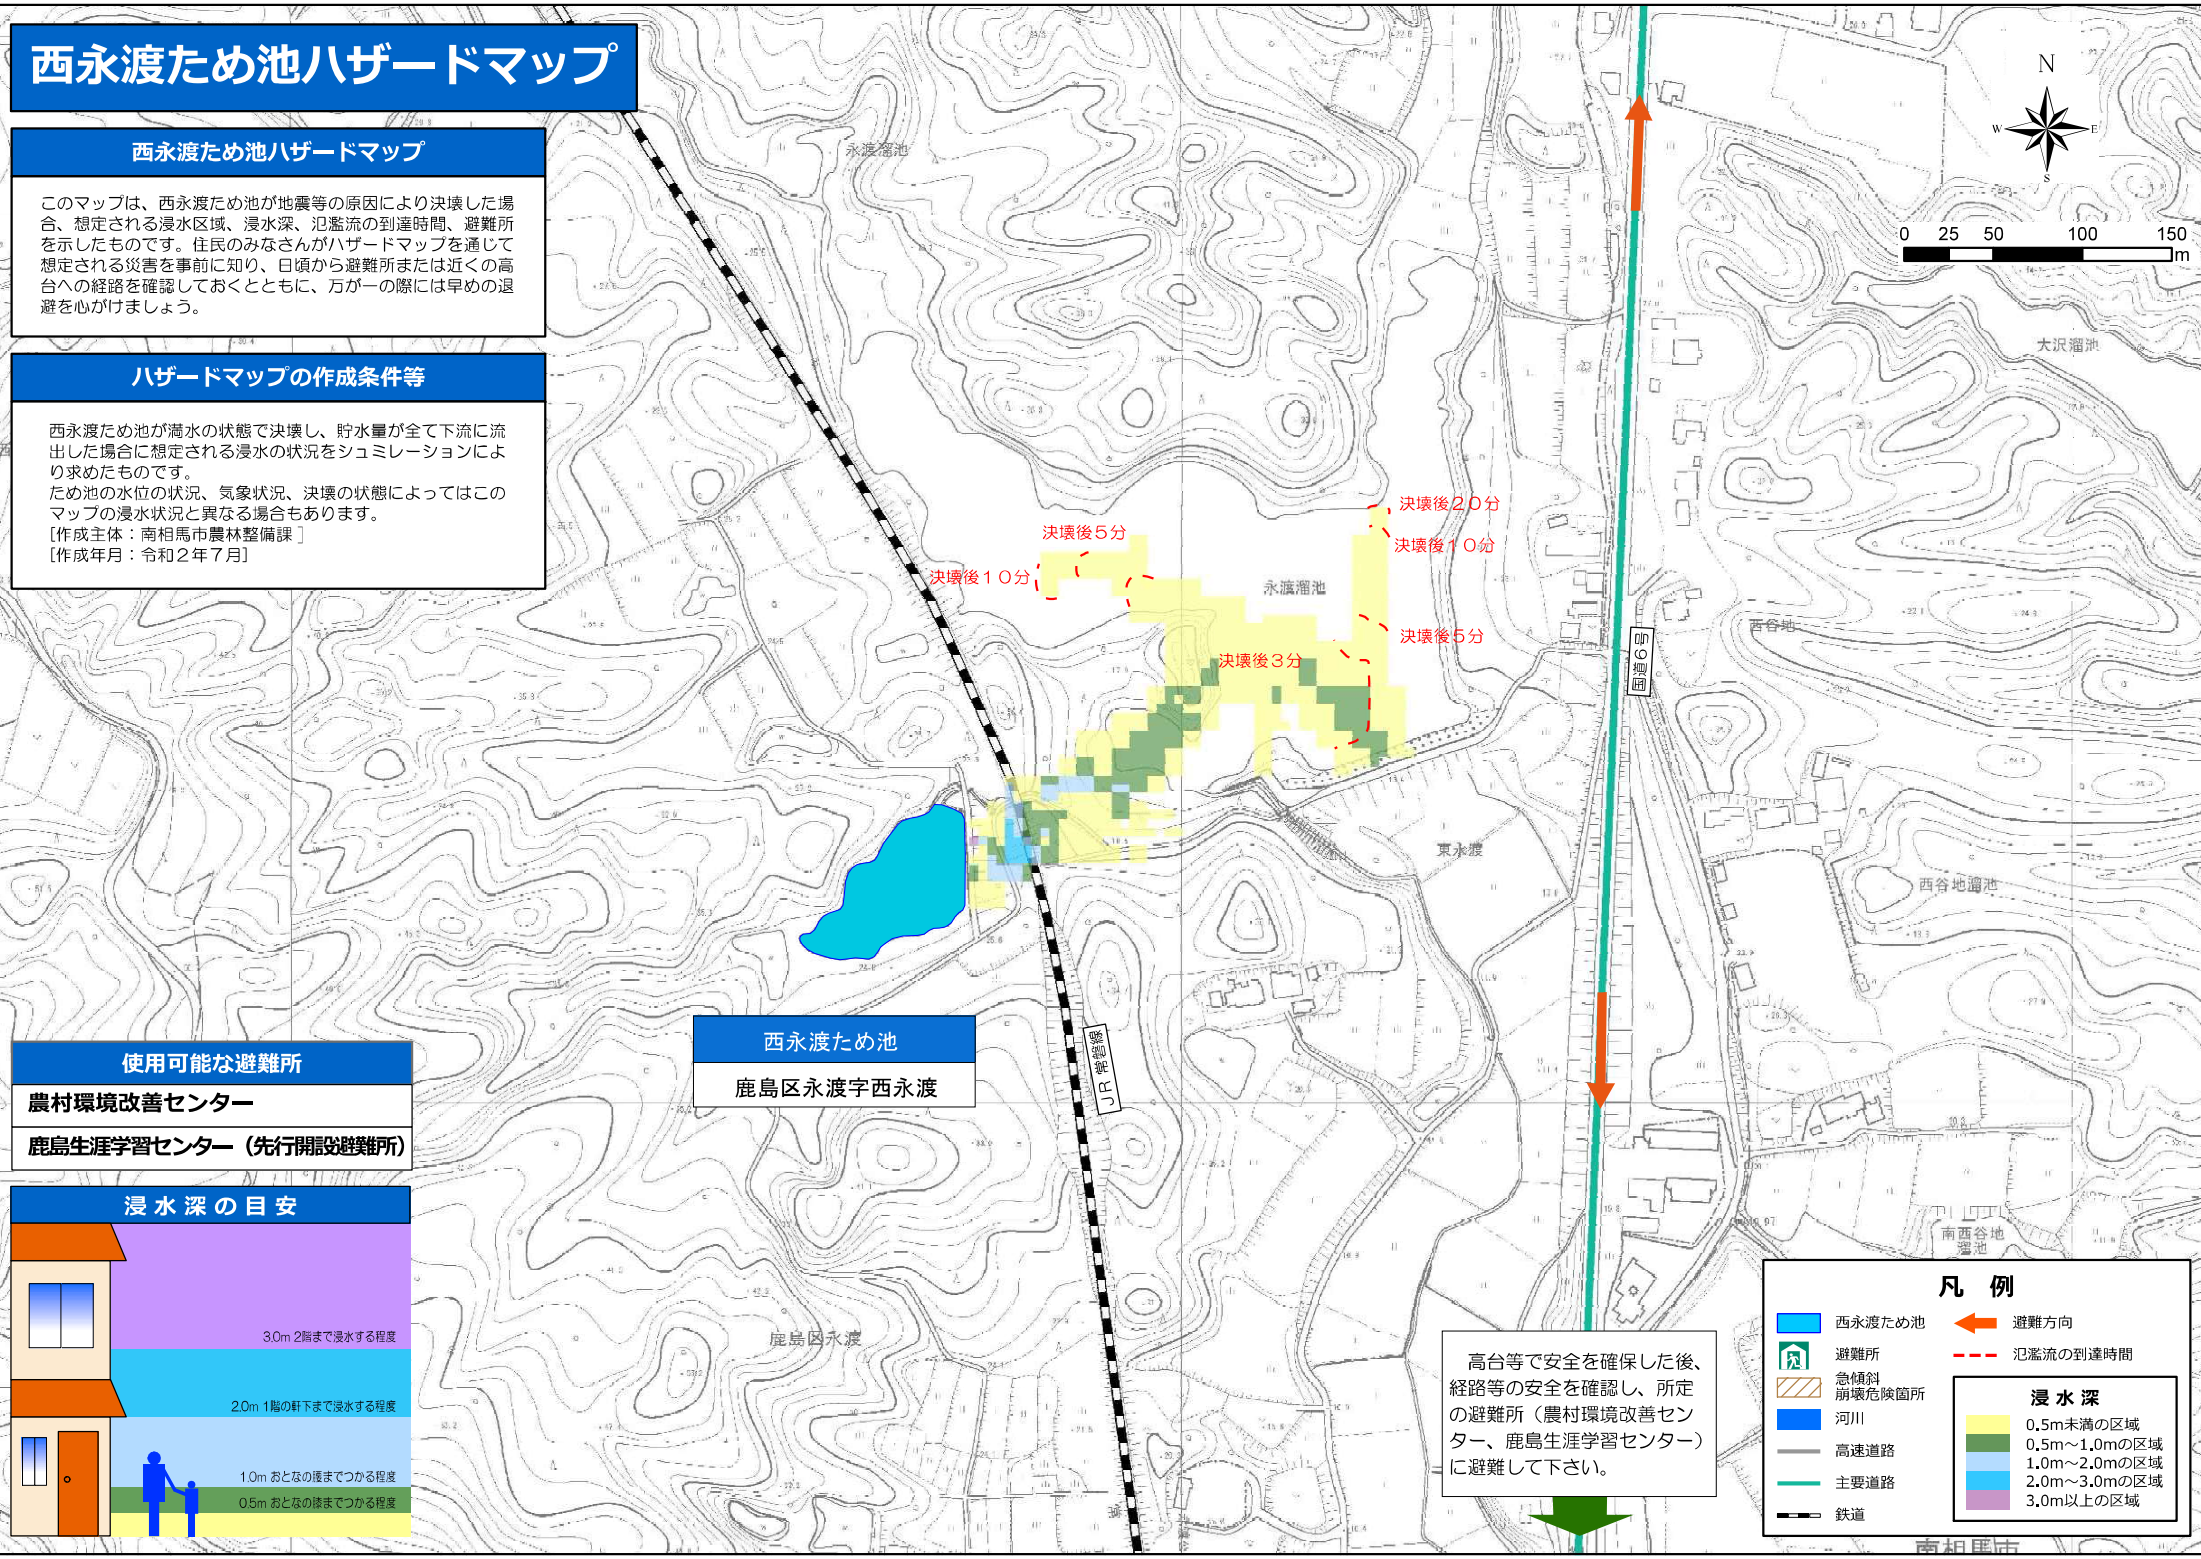 西永渡ため池ハザードマップ
西永渡ため池ハザードマップ
このマップは、西永渡ため池が地震等の原因により決壊した場
合、想定される浸水区域、浸水深、氾濫流の到達時間、避難所
を示したものです。住民のみなさんがハザードマップを通じて
想定される災害を事前に知り、日頃から避難所または近くの高
台への経路を確認しておくとともに、万が一の際には早めの退
避を心がけましょう。
ハザードマップの作成条件等
西永渡ため池が満水の状態で決壊し、貯水量が全て下流に流
出した場合に想定される浸水の状況をシュミレーションによ
り求めたものです。
ため池の水位の状況、気象状況、決壊の状態によってはこの
マップの浸水状況と異なる場合もあります。
[作成主体：南相馬市農林整備課]
[作成年月：令和２年７月]
N
W
E
S
0 25 50 100 150
m
永渡溜池
大沢溜池
決壊後２０分
決壊後５分
決壊後１０分
決壊後１０分
永渡溜池
西谷地
決壊後５分
決壊後３分
国道6号
東永渡
西谷地溜池
西永渡ため池
鹿島区永渡字西永渡
JR常磐線
使用可能な避難所
農村環境改善センター
鹿島生涯学習センター（先行開設避難所）
浸水深の目安
3.0m 2階まで浸水する程度
2.0m 1階の軒下まで浸水する程度
1.0m おとなの腰までつかる程度
0.5m おとなの膝までつかる程度
南西谷地
溜池
鹿島区永渡
高台等で安全を確保した後、
経路等の安全を確認し、所定
の避難所（農村環境改善セン
ター、鹿島生涯学習センター）
に避難して下さい。
凡 例
西永渡ため池
避難方向
避難所
氾濫流の到達時間
急傾斜
崩壊危険箇所
河川
高速道路
主要道路
鉄道
浸水深
0.5m未満の区域
0.5m～1.0mの区域
1.0m～2.0mの区域
2.0m～3.0mの区域
3.0m以上の区域
南相馬市